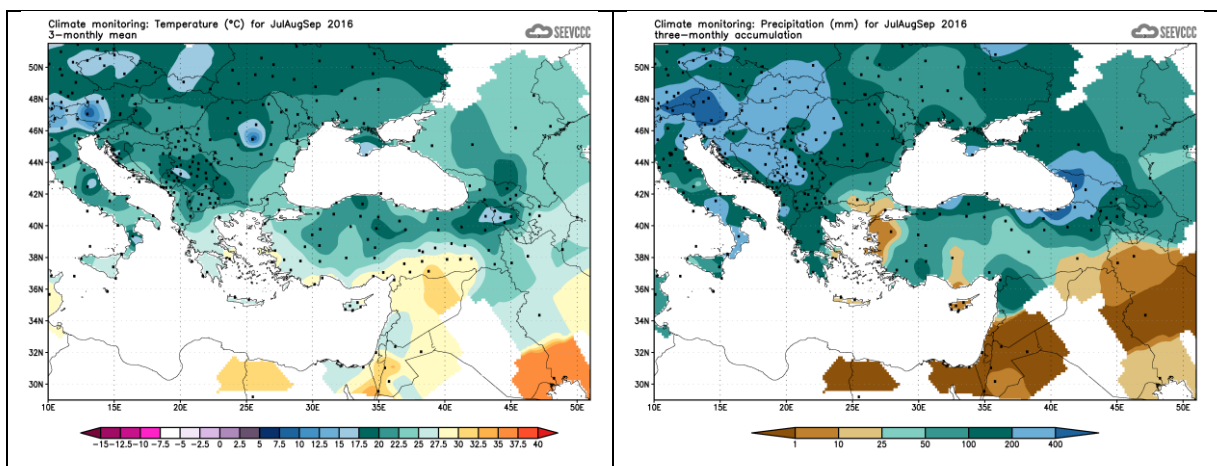 Climate monitoring: Temperature (°C) for JulAugSep 2016
3-monthly mean
SEEVCCC
50N
48N
46N
44N
42N
40N
38N
36N
34N
32N
30N
10E 15E 20E 25E 30E 35E 40E 45E 50E
-15-12.5-10 -7.5 -5 -2.5 0 2.5 5 7.5 10 12.5 15 17.5 20 22.5 25 27.5 30 32.5 35 37.5 40
Climate monitoring: Precipitation (mm) for JulAugSep 2016
three-monthly accumulation
SEEVCCC
50N
48N
46N
44N
42N
40N
38N
36N
34N
32N
30N
10E 15E 20E 25E 30E 35E 40E 45E 50E
1 10 25 50 100 200 400